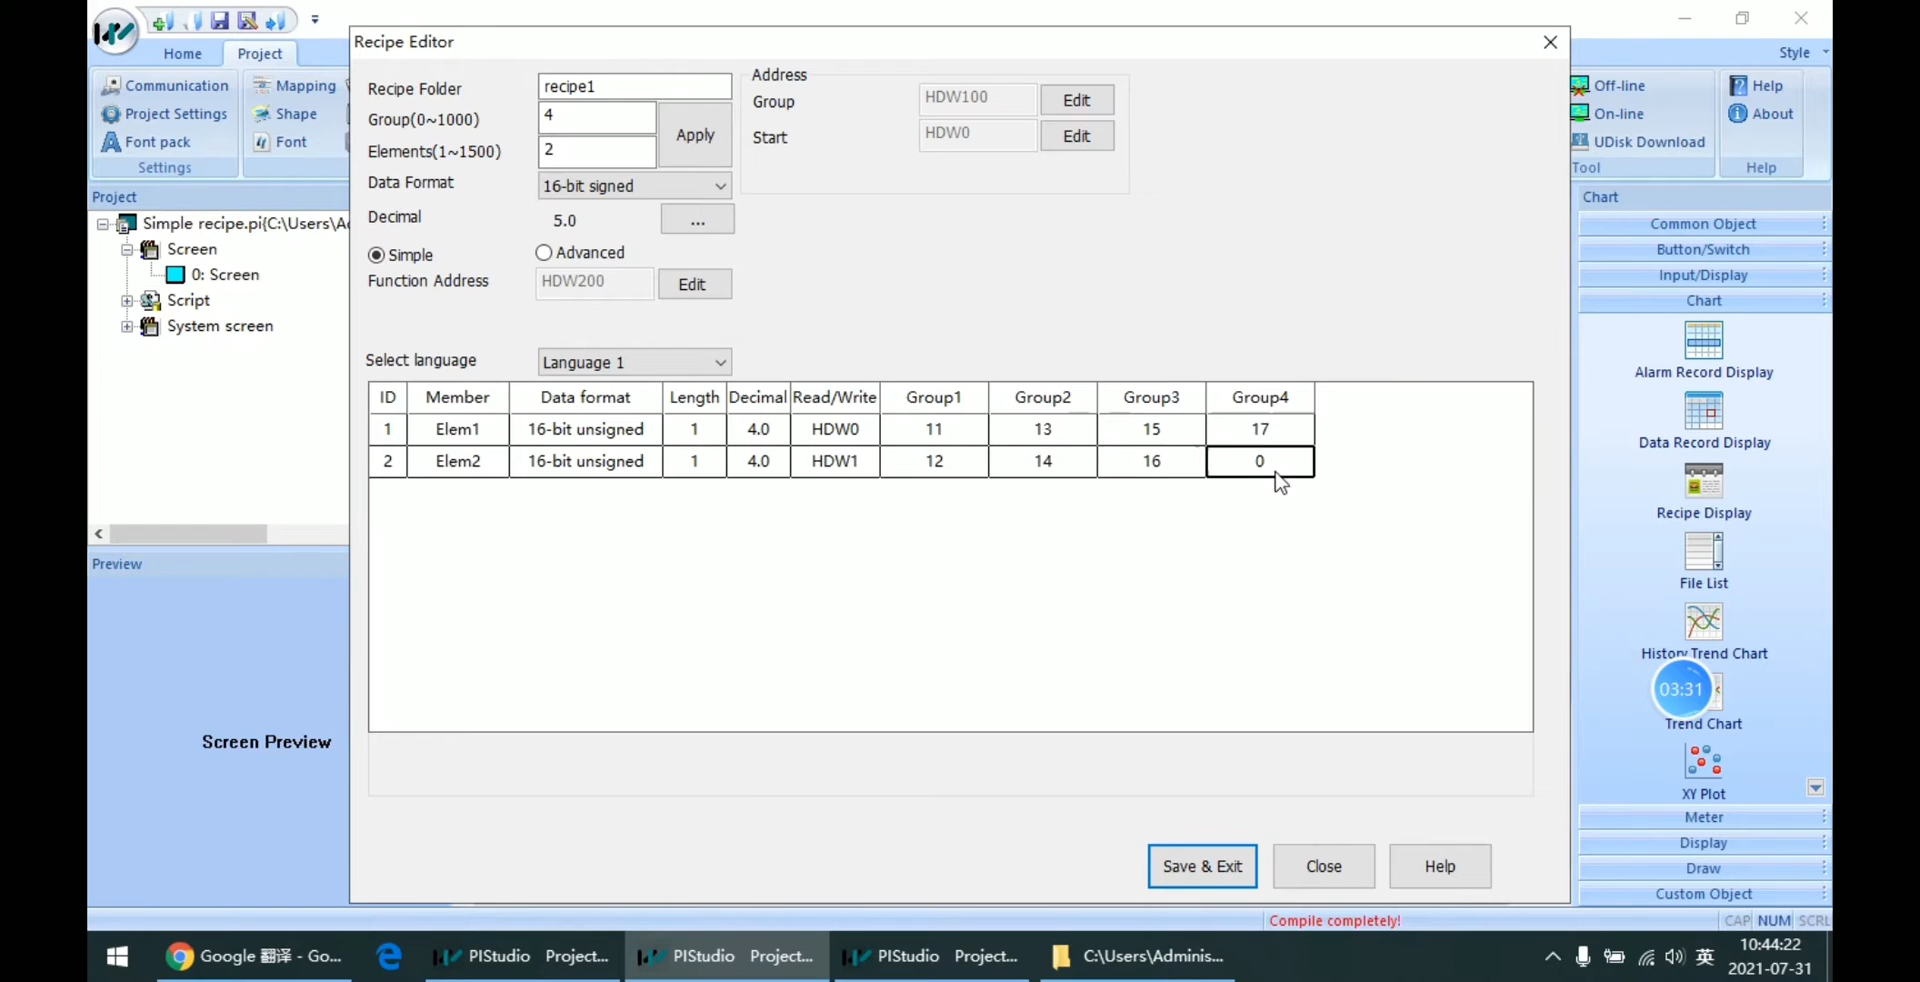 Recipe Editor
Home
Project
Style
Communication
Mapping
Project Settings
Shape
Font pack
Font
Settings
Recipe Folder
recipe1
Group(0~1000)
4
Elements(1~1500)
2
Apply
Data Format
16-bit signed
Decimal
5.0
...
Simple
Advanced
Function Address
HDW200
Edit
Address
Group
HDW100
Edit
Start
HDW0
Edit
Off-line
On-line
UDisk Download
Tool
Help
About
Help
Project
Simple recipe.pi{C:\Users\A
Screen
0: Screen
Script
System screen
Preview
Screen Preview
Select language
Language 1
ID Member Data format Length Decimal Read/Write Group1 Group2 Group3 Group4
1 Elem1 16-bit unsigned 1 4.0 HDW0 11 13 15 17
2 Elem2 16-bit unsigned 1 4.0 HDW1 12 14 16 0
Save & Exit
Close
Help
Chart
Common Object
Button/Switch
Input/Display
Chart
Alarm Record Display
Data Record Display
Recipe Display
File List
History Trend Chart
03:31
Trend Chart
XY Plot
Meter
Display
Draw
Custom Object
Compile completely!
CAP NUM SCRL
Google 翻译 - Go...
PIStudio Project...
PIStudio Project...
PIStudio Project...
C:\Users\Adminis...
英
10:44:22
2021-07-31